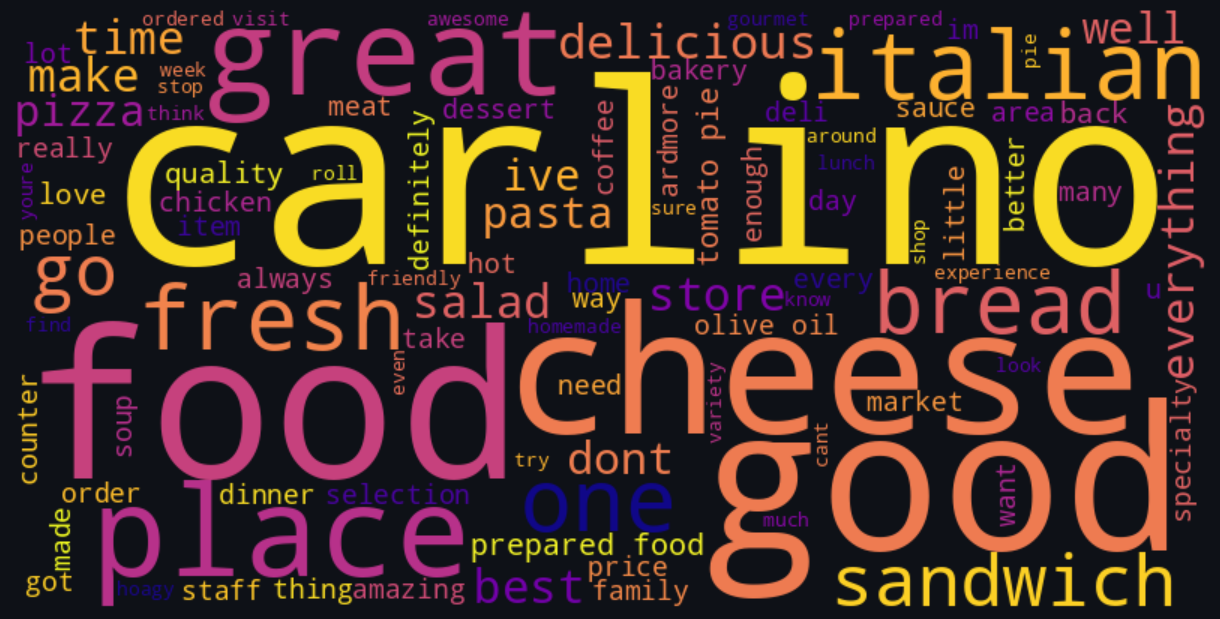 ordered visit
awesome
gourmet
prepared
im
well
lot
time
great
delicious
italian
pie
make
week
stop
bakery
pizza
think
meat
dessert
deli
sauce
area
back
carlino
really
quality
roll
definitely
ive
coffee
ardmore
tomato pie
enough
around
lunch
better
many
everything
youre
love
chicken
item
pasta
sure
day
little
shop
people
go
always
friendly
hot
home
every
experience
fresh
salad
way
store
know
bread
u
find
take
homemade
olive oil
food
even
cheese
need
variety
look
market
counter
soup
try
dont
cant
good
specialty
order
dinner
selection
one
want
much
made
place
prepared food
sandwich
got
hoagy
staff
thing
amazing
best
price
family